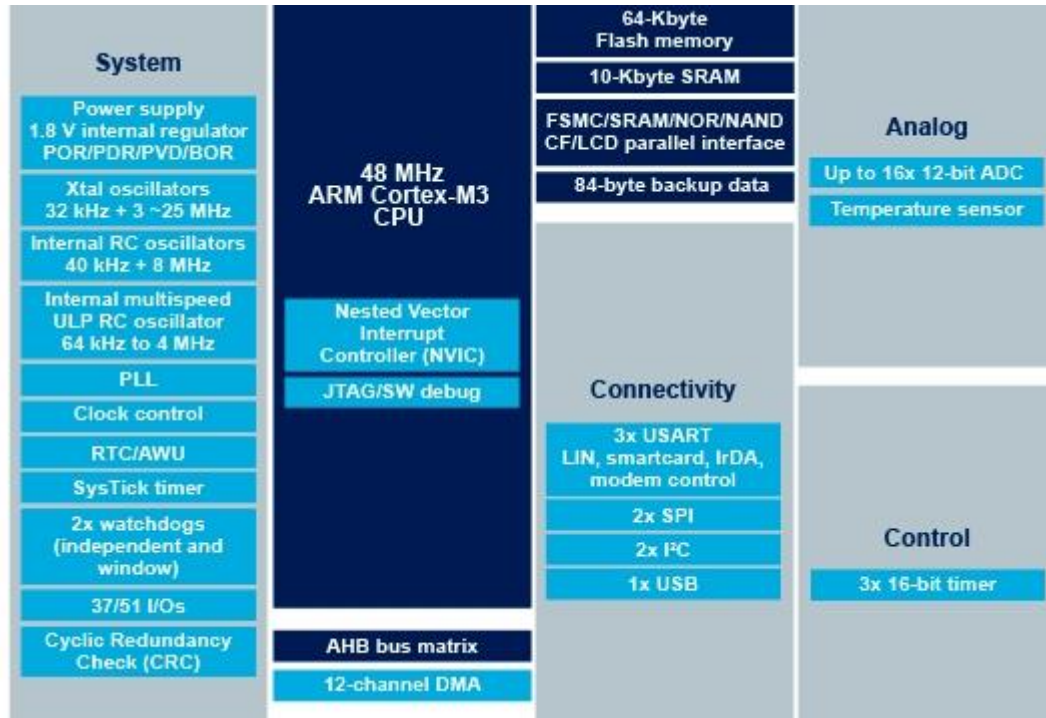 System
Power supply
1.8 V internal regulator
POR/PDR/PVD/BOR
Xtal oscillators
32 kHz + 3 ~25 MHz
Internal RC oscillators
40 kHz + 8 MHz
Internal multispeed
ULP RC oscillator
64 kHz to 4 MHz
PLL
Clock control
RTC/AWU
SysTick timer
2x watchdogs
(independent and
window)
37/51 I/Os
Cyclic Redundancy
Check (CRC)
48 MHz
ARM Cortex-M3
CPU
Nested Vector
Interrupt
Controller (NVIC)
JTAG/SW debug
AHB bus matrix
12-channel DMA
64-Kbyte
Flash memory
10-Kbyte SRAM
FSMC/SRAM/NOR/NAND
CF/LCD parallel interface
84-byte backup data
Connectivity
3x USART
LIN, smartcard, IrDA,
modem control
2x SPI
2x I²C
1x USB
Analog
Up to 16x 12-bit ADC
Temperature sensor
Control
3x 16-bit timer